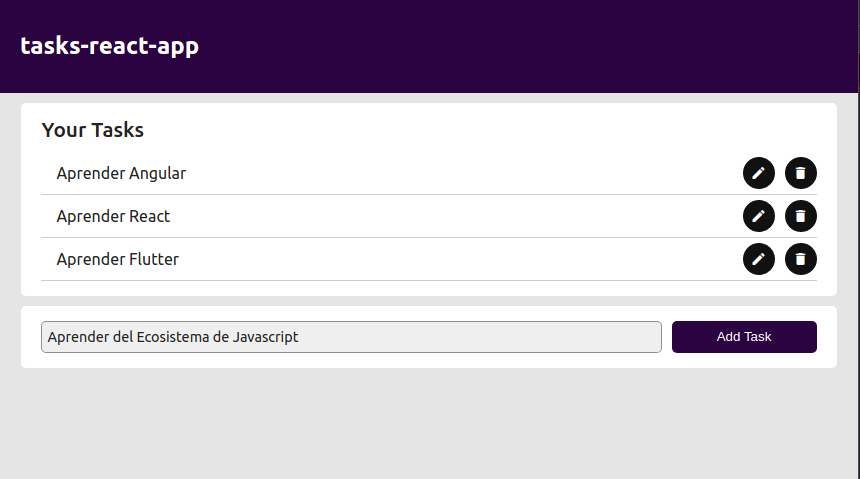 tasks-react-app
Your Tasks
Aprender Angular
Aprender React
Aprender Flutter
Aprender del Ecosistema de Javascript
Add Task